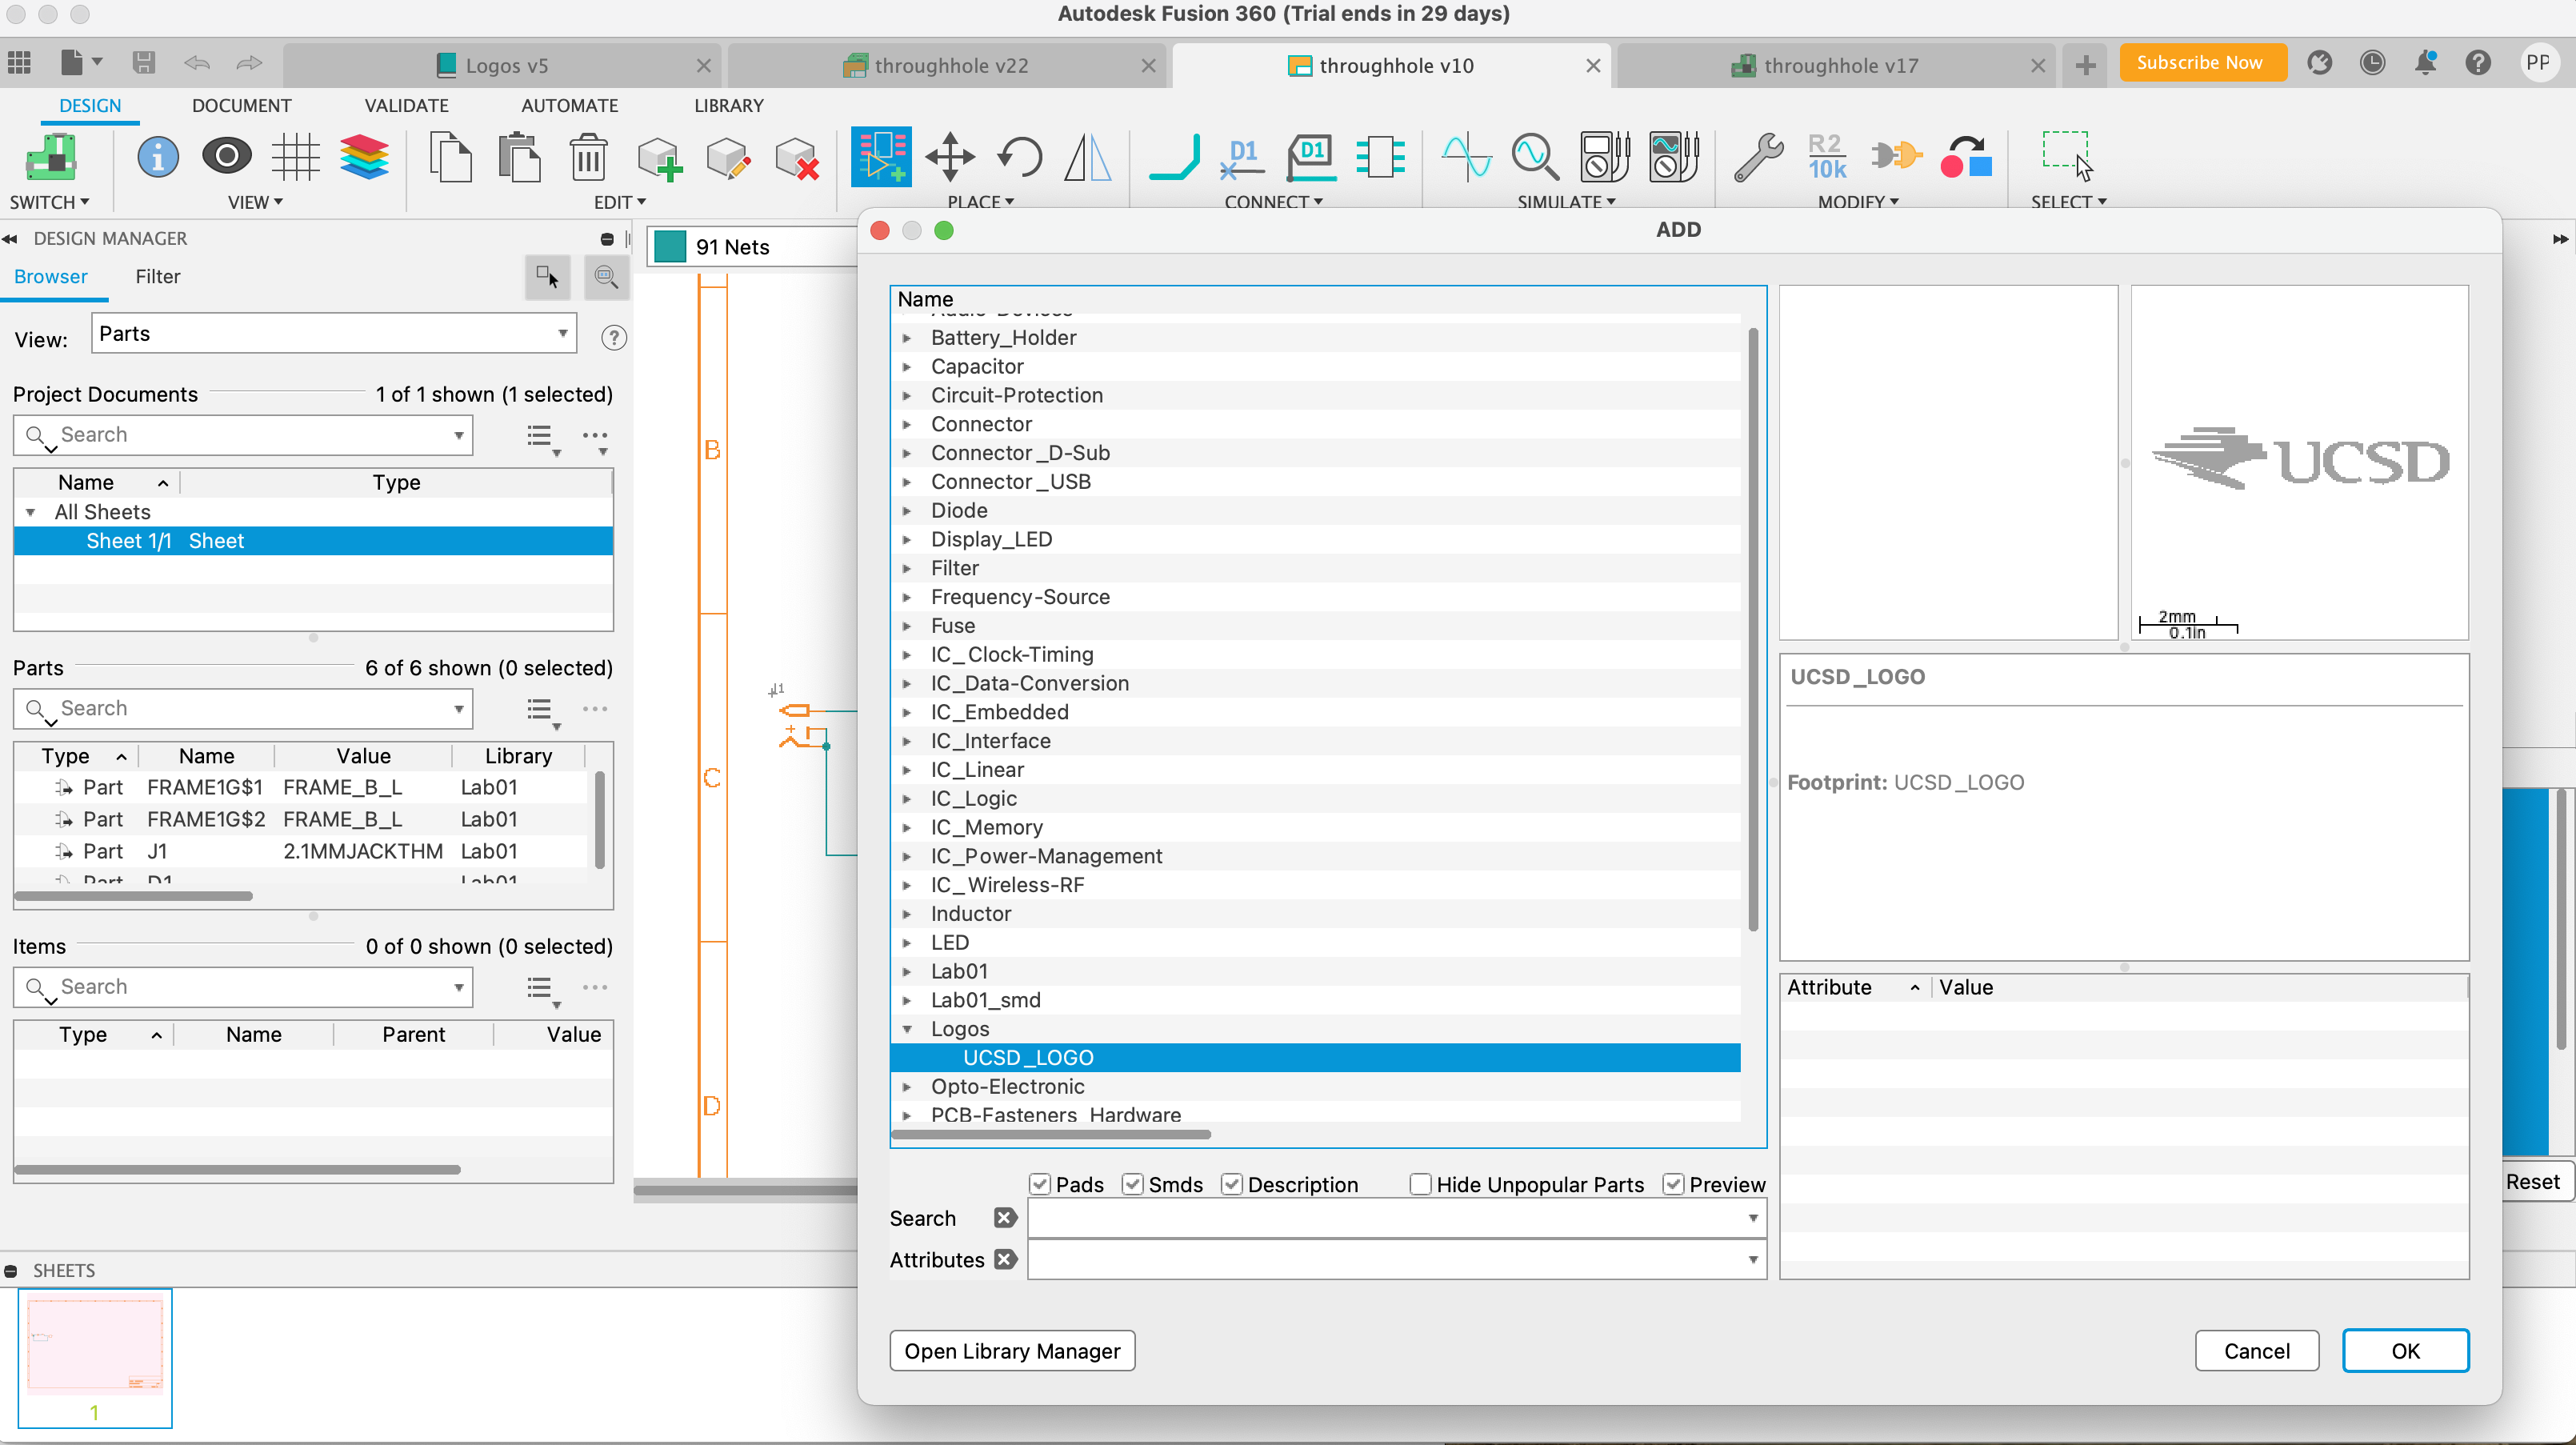 Autodesk Fusion 360 (Trial ends in 29 days)
Logos v5
throughhole v22
throughhole v10
throughhole v17
Subscribe Now
PP
DESIGN
DOCUMENT
VALIDATE
AUTOMATE
LIBRARY
D1
D1
R2
10k
SWITCH
VIEW
EDIT
PLACE
CONNECT
SIMULATE
MODIFY
SELECT
DESIGN MANAGER
Browser
Filter
View:
Parts
Project Documents
1 of 1 shown (1 selected)
Search
Name
Type
All Sheets
Sheet 1/1
Sheet
Parts
6 of 6 shown (0 selected)
Search
Type
Name
Value
Library
Part
FRAME1G$1
FRAME_B_L
Lab01
Part
FRAME1G$2
FRAME_B_L
Lab01
Part
J1
2.1MMJACKTHM
Lab01
Part
D1
Lab01
Items
0 of 0 shown (0 selected)
Search
Type
Name
Parent
Value
SHEETS
1
91 Nets
B
C
D
J1
ADD
Name
Audio-Devices
Battery_Holder
Capacitor
Circuit-Protection
Connector
Connector_D-Sub
Connector_USB
Diode
Display_LED
Filter
Frequency-Source
Fuse
IC_Clock-Timing
IC_Data-Conversion
IC_Embedded
IC_Interface
IC_Linear
IC_Logic
IC_Memory
IC_Power-Management
IC_Wireless-RF
Inductor
LED
Lab01
Lab01_smd
Logos
UCSD_LOGO
Opto-Electronic
PCB-Fasteners_Hardware
Pads
Smds
Description
Hide Unpopular Parts
Preview
Search
Attributes
Open Library Manager
UCSD
2mm
0.1in
UCSD_LOGO
Footprint: UCSD_LOGO
Attribute
Value
Cancel
OK
Reset